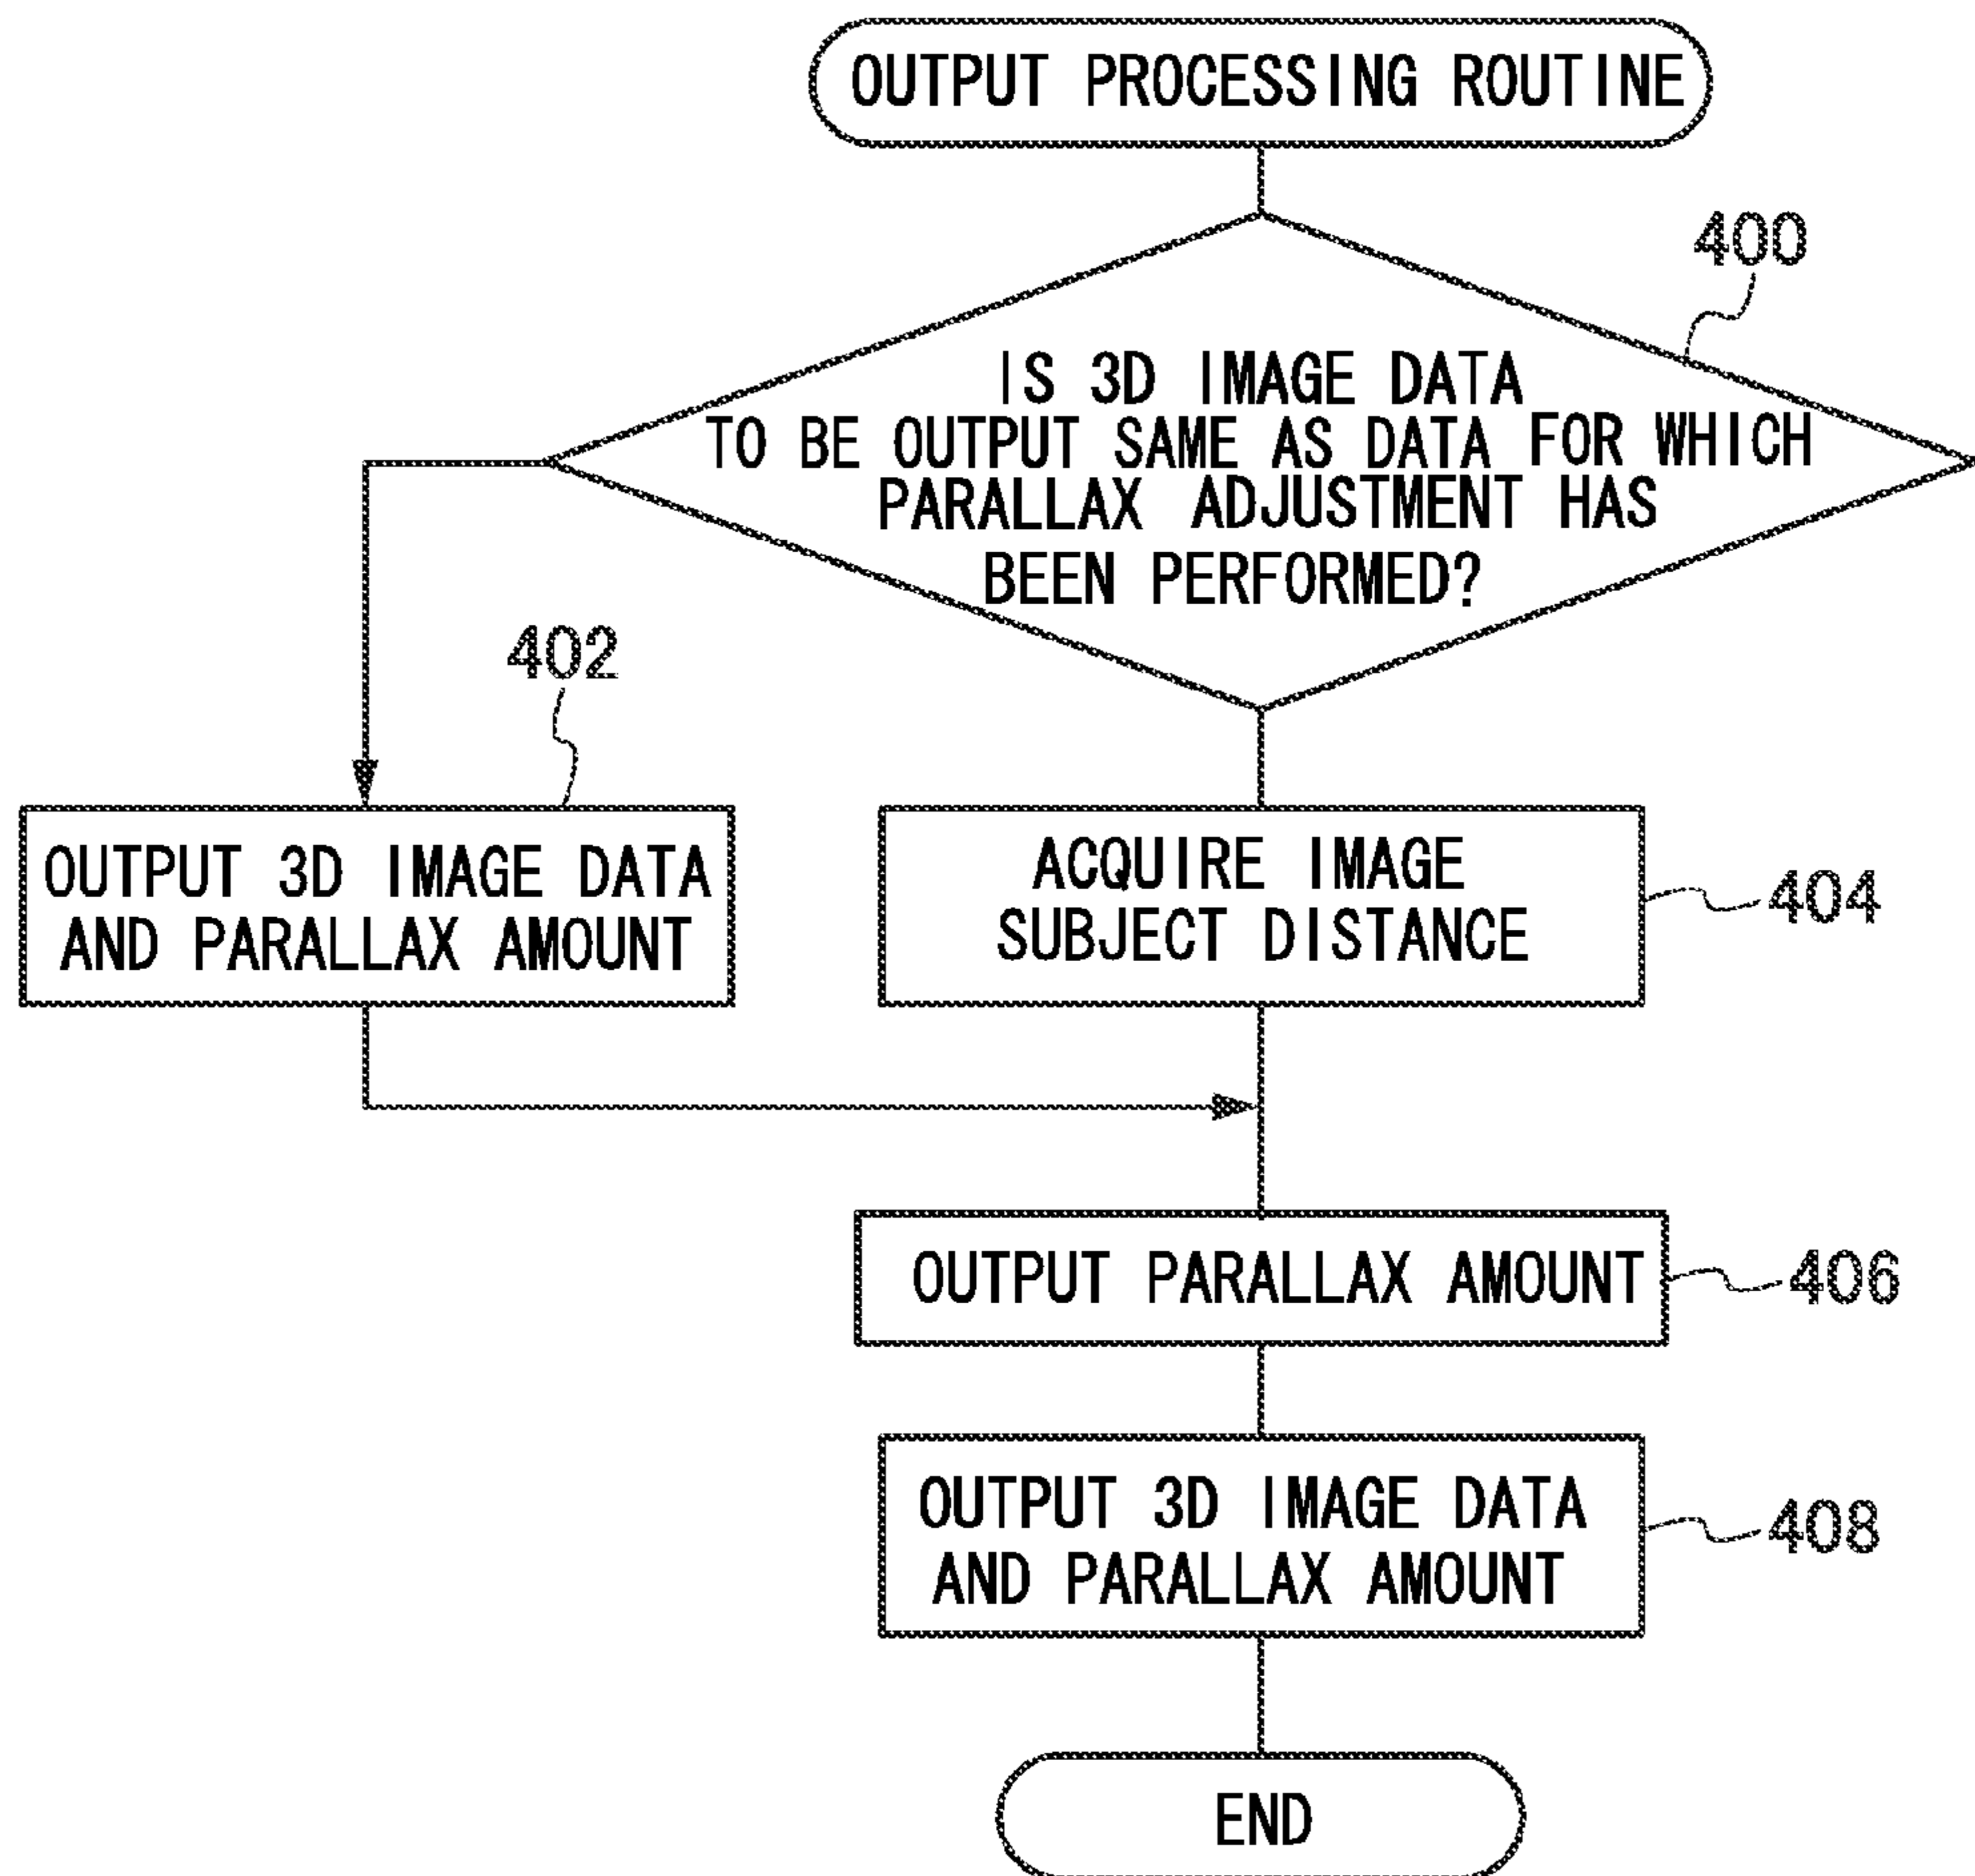 OUTPUT PROCESSING ROUTINE
400
IS 3D IMAGE DATA
TO BE OUTPUT SAME AS DATA FOR WHICH
PARALLAX ADJUSTMENT HAS
BEEN PERFORMED?
402
OUTPUT 3D IMAGE DATA
AND PARALLAX AMOUNT
ACQUIRE IMAGE
SUBJECT DISTANCE
404
OUTPUT PARALLAX AMOUNT
406
OUTPUT 3D IMAGE DATA
AND PARALLAX AMOUNT
408
END